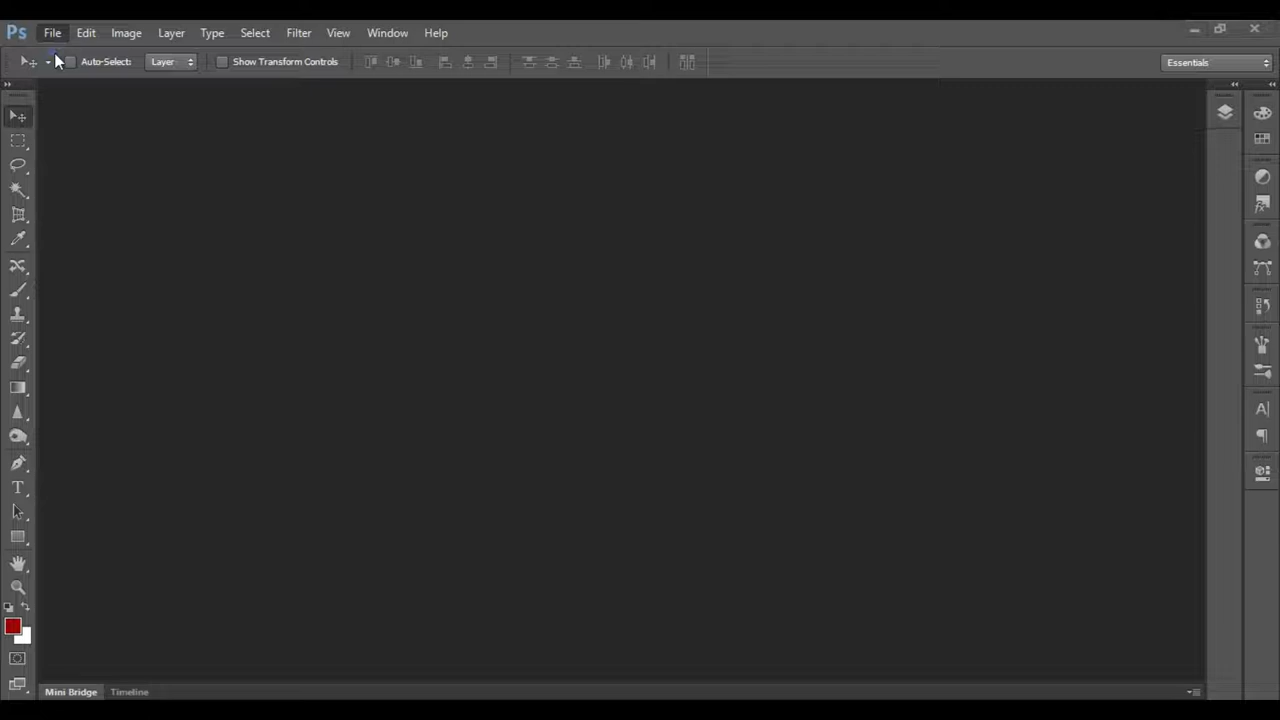 Ps File Edit Image Layer Type Select Filter View Window Help
Auto-Select: Layer Show Transform Controls Essentials
Mini Bridge Timeline